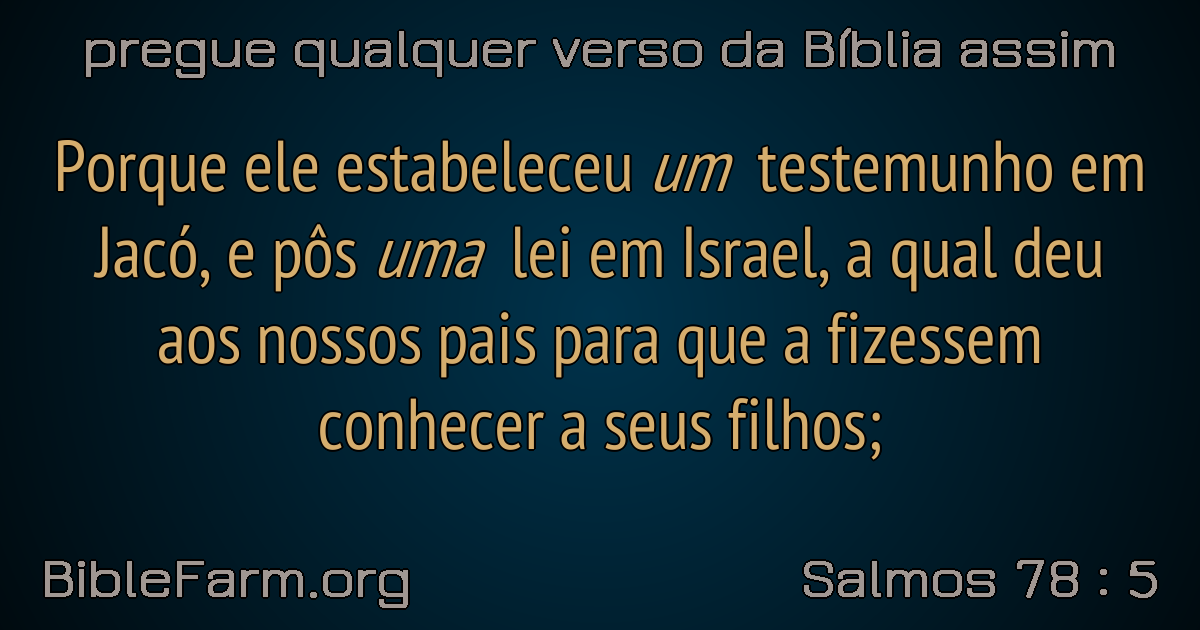 pregue qualquer verso da Bíblia assim
Porque ele estabeleceu um testemunho em
Jacó, e pôs uma lei em Israel, a qual deu
aos nossos pais para que a fizessem
conhecer a seus filhos;
BibleFarm.org
Salmos 78 : 5